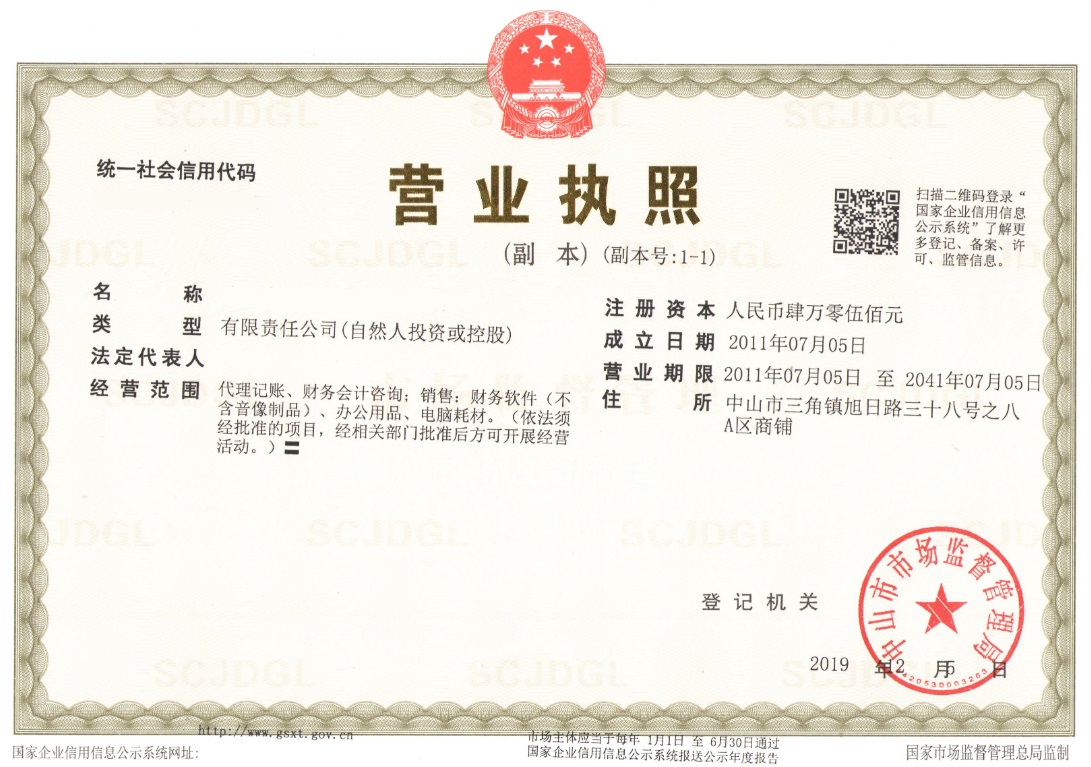 统一社会信用代码
营业执照
(副 本) (副本号:1-1)
扫描二维码登录“
国家企业信用信息
公示系统”了解更
多登记、备案、许
可、监管信息。
名 称
类 型 有限责任公司(自然人投资或控股)
法定代表人
经营范围 代理记账、财务会计咨询；销售：财务软件（不
含音像制品）、办公用品、电脑耗材。（依法须
经批准的项目，经相关部门批准后方可开展经营
活动。）〓
注册资本 人民币肆万零伍佰元
成立日期 2011年07月05日
营业期限 2011年07月05日 至 2041年07月05日
住 所 中山市三角镇旭日路三十八号之八
A区商铺
登记机关
中山市市场监督管理局
2019 年 2 月 日
http://www.gsxt.gov.cn
国家企业信用信息公示系统网址:
市场主体应当于每年 1月1日 至 6月30日通过
国家企业信用信息公示系统报送公示年度报告
国家市场监督管理总局监制
SCJDGL